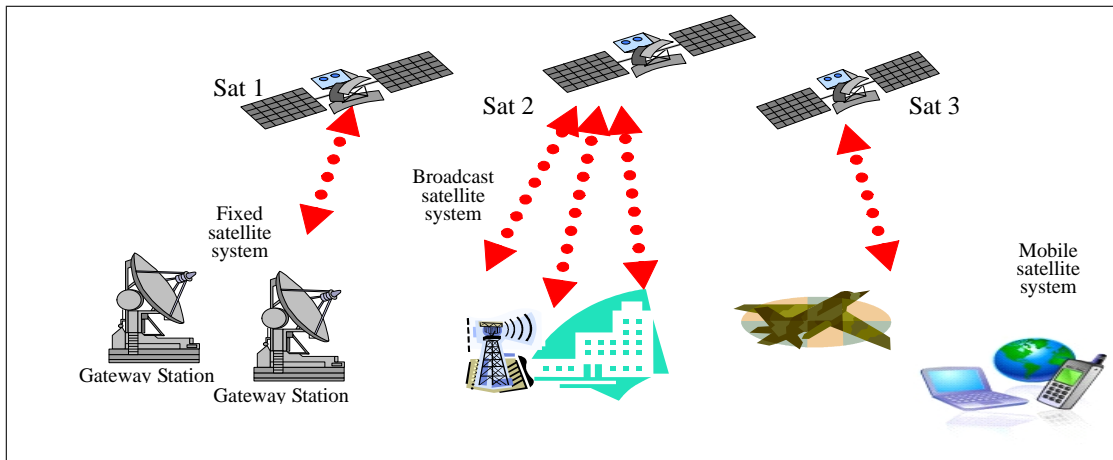 Sat 1
Sat 2
Sat 3
Broadcast
satellite
system
Fixed
satellite
system
Mobile
satellite
system
Gateway Station
Gateway Station